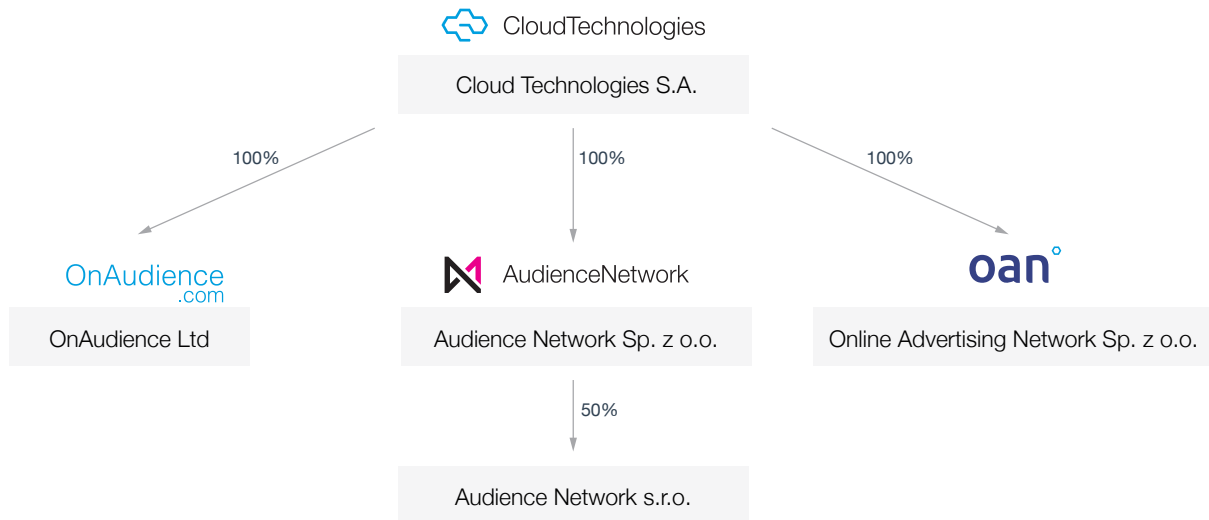 CloudTechnologies
Cloud Technologies S.A.
100%
100%
100%
OnAudience
.com
AudienceNetwork
oan
OnAudience Ltd
Audience Network Sp. z o.o.
Online Advertising Network Sp. z o.o.
50%
Audience Network s.r.o.